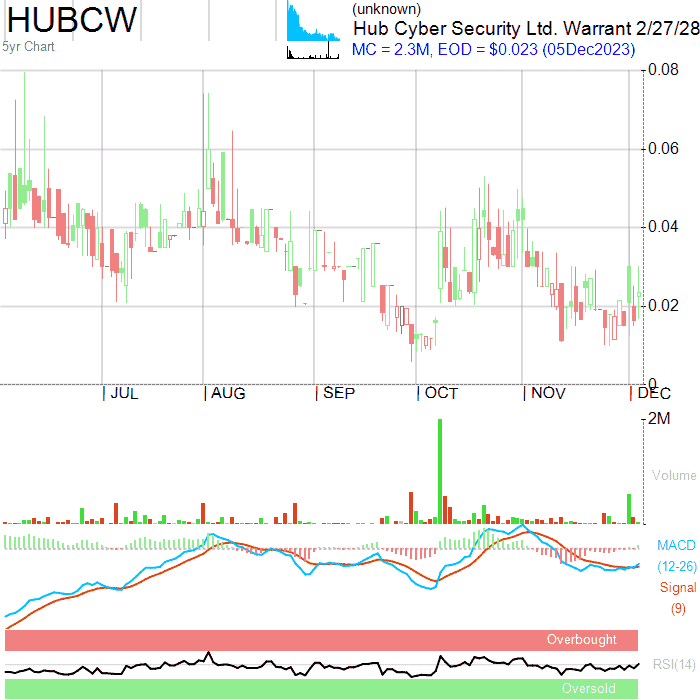 HUBCW
(unknown)
Hub Cyber Security Ltd. Warrant 2/27/28
5yr Chart
MC = 2.3M, EOD = $0.023 (05Dec2023)
0.08
0.06
0.04
0.02
0
JUL
AUG
SEP
OCT
NOV
DEC
2M
Volume
MACD
(12-26)
Signal
(9)
Overbought
RSI(14)
Oversold